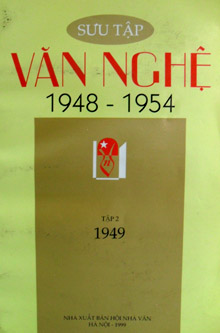 SƯU TẬP
VĂN NGHỆ
1948 - 1954
TẬP 2
1949
NHÀ XUẤT BẢN HỘI NHÀ VĂN
HÀ NỘI - 1999